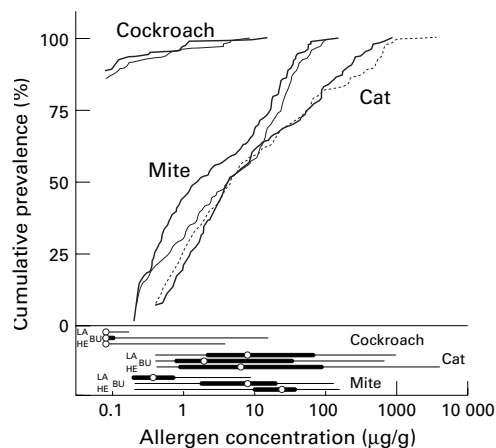 Cockroach
100
75
50
25
0
Cumulative prevalence (%)
Mite
Cat
LA
BU
HE
Cockroach
LA
BU
HE
Cat
LA
BU
HE
Mite
0.1 1 10 100 1000 10 000
Allergen concentration (µg/g)